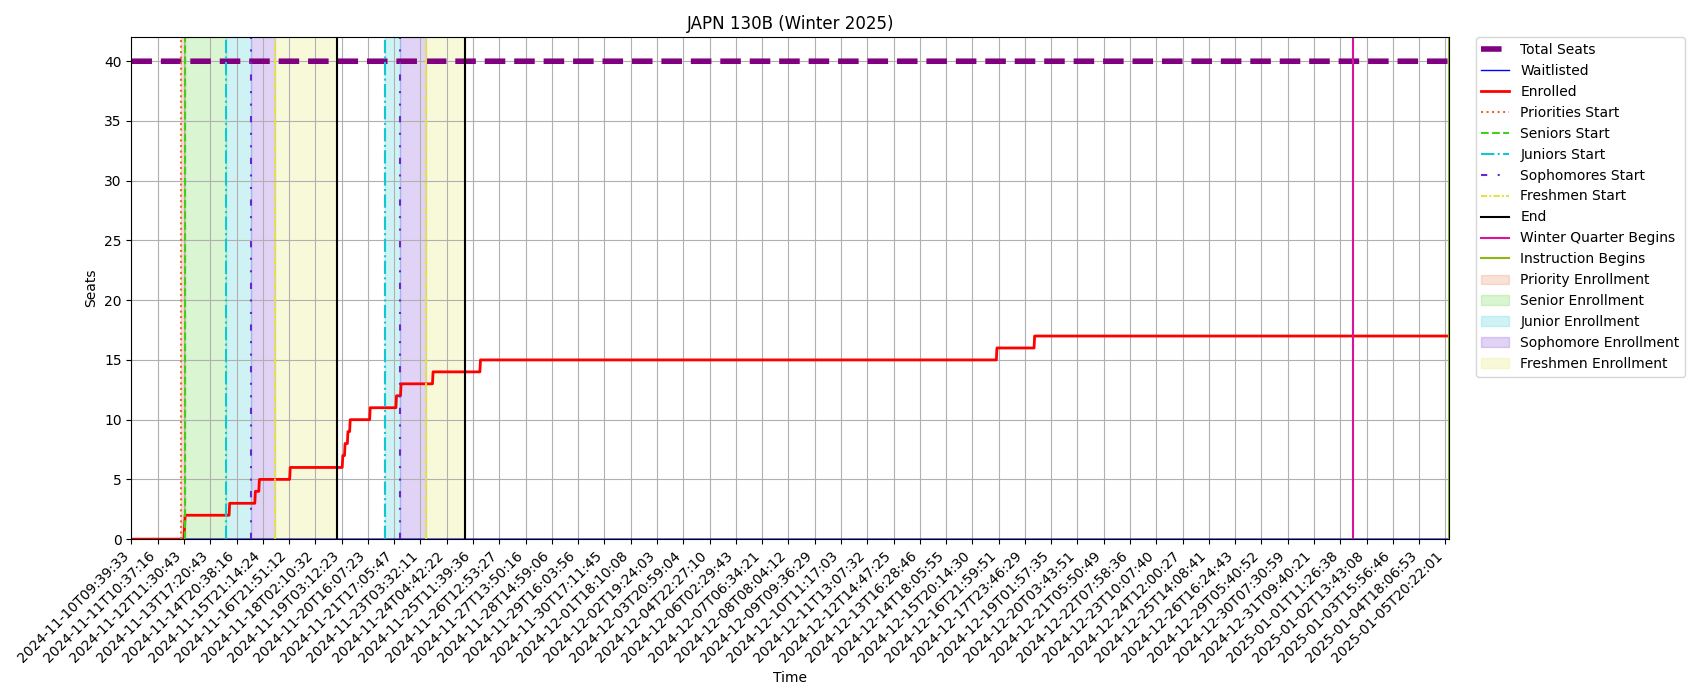 JAPN 130B (Winter 2025)
Seats
40
35
30
25
20
15
10
5
0
2024-11-10T09:39:33
2024-11-11T10:37:16
2024-11-12T11:30:43
2024-11-13T17:20:43
2024-11-14T20:38:16
2024-11-15T21:14:24
2024-11-16T21:51:12
2024-11-18T02:10:32
2024-11-19T03:12:23
2024-11-20T16:07:23
2024-11-21T17:05:47
2024-11-23T03:32:11
2024-11-24T04:42:22
2024-11-25T11:39:36
2024-11-26T12:53:27
2024-11-27T13:50:16
2024-11-28T14:59:06
2024-11-29T16:03:56
2024-11-30T17:11:45
2024-12-01T18:10:08
2024-12-02T19:24:03
2024-12-03T20:59:04
2024-12-04T22:27:10
2024-12-06T02:29:43
2024-12-07T06:34:21
2024-12-08T08:04:12
2024-12-09T09:36:29
2024-12-10T11:17:03
2024-12-11T13:07:32
2024-12-12T14:47:25
2024-12-13T16:28:46
2024-12-14T18:05:55
2024-12-15T20:14:30
2024-12-16T21:59:51
2024-12-17T23:46:29
2024-12-19T01:57:35
2024-12-20T03:43:51
2024-12-21T05:50:49
2024-12-22T07:58:36
2024-12-23T10:07:40
2024-12-24T12:00:27
2024-12-25T14:08:41
2024-12-26T16:24:43
2024-12-29T05:40:52
2024-12-30T07:30:59
2024-12-31T09:40:21
2025-01-01T11:26:38
2025-01-02T13:43:08
2025-01-03T15:56:46
2025-01-04T18:06:53
2025-01-05T20:22:01
Time
Total Seats
Waitlisted
Enrolled
Priorities Start
Seniors Start
Juniors Start
Sophomores Start
Freshmen Start
End
Winter Quarter Begins
Instruction Begins
Priority Enrollment
Senior Enrollment
Junior Enrollment
Sophomore Enrollment
Freshmen Enrollment